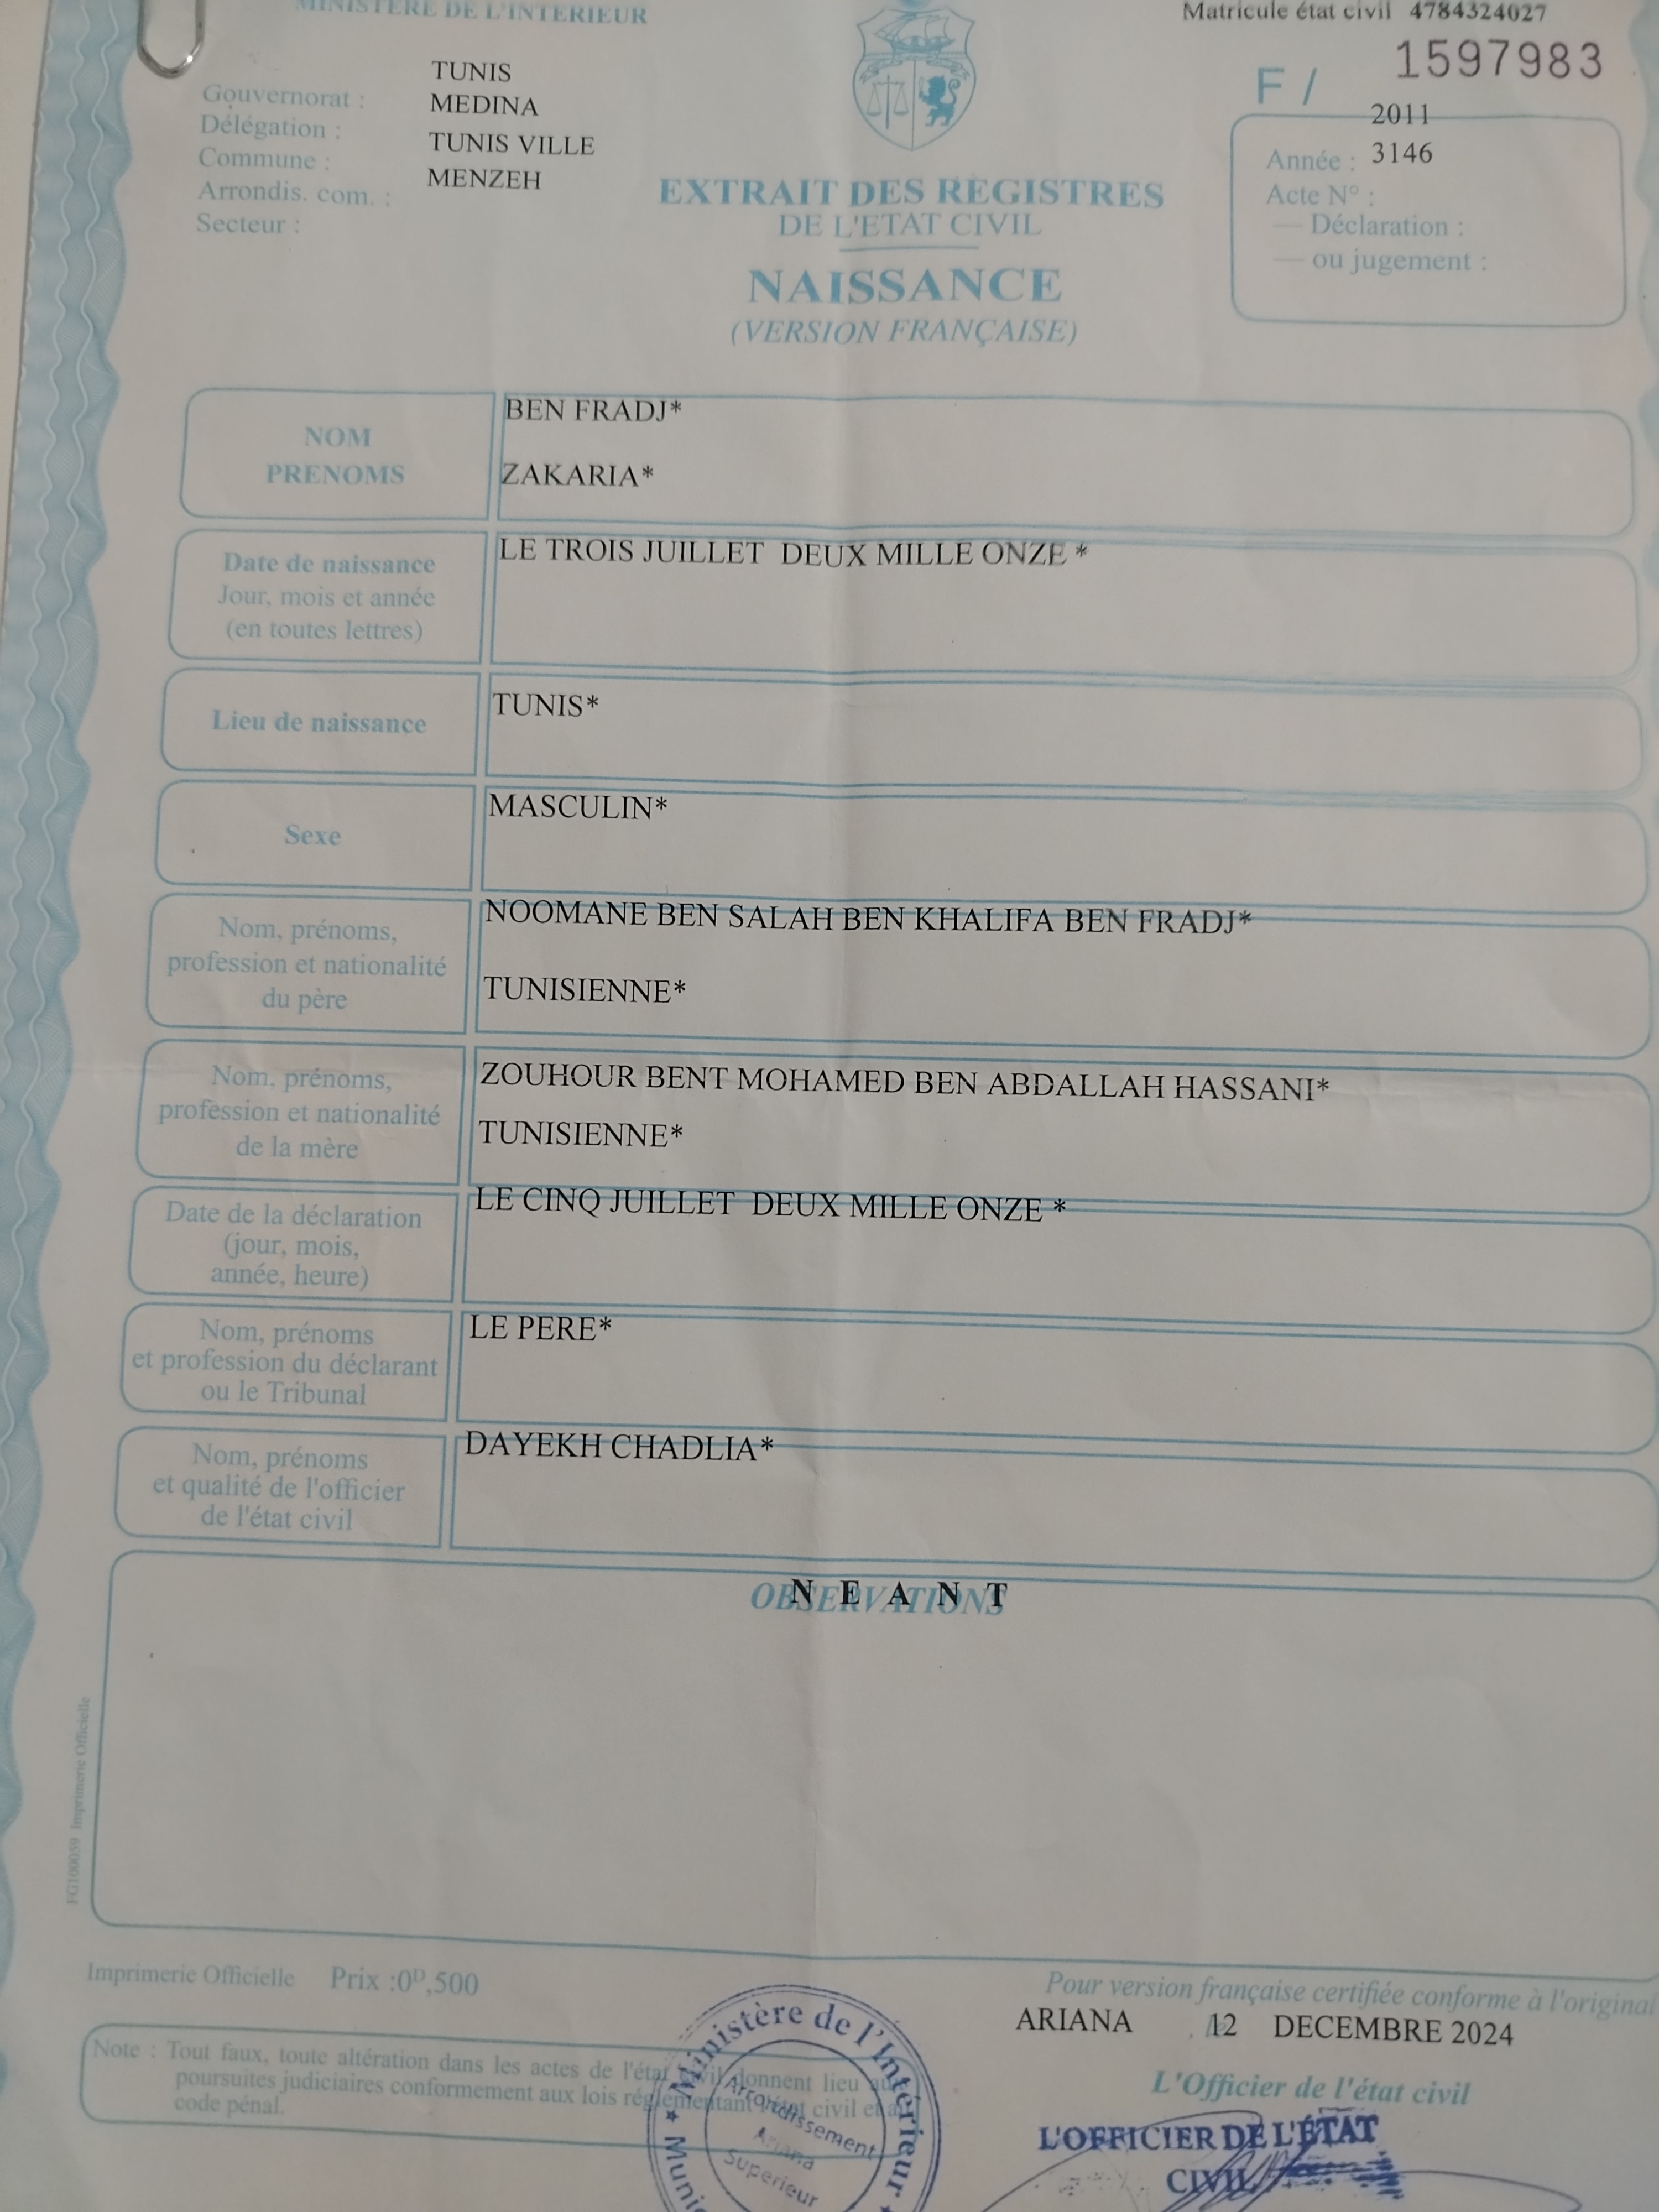 MINISTERE DE L'INTERIEUR
Matricule état civil 4784324027
F / 1597983
Gouvernorat : TUNIS
Délégation : MEDINA
Commune : TUNIS VILLE
Arrondis. com. : MENZEH
Secteur :
2011
Année : 3146
Acte N° :
— Déclaration :
— ou jugement :
EXTRAIT DES REGISTRES
DE L'ETAT CIVIL
NAISSANCE
(VERSION FRANÇAISE)
NOM
PRENOMS
BEN FRADJ*
ZAKARIA*
Date de naissance
Jour, mois et année
(en toutes lettres)
LE TROIS JUILLET DEUX MILLE ONZE *
Lieu de naissance
TUNIS*
Sexe
MASCULIN*
Nom, prénoms,
profession et nationalité
du père
NOOMANE BEN SALAH BEN KHALIFA BEN FRADJ*
TUNISIENNE*
Nom, prénoms,
profession et nationalité
de la mère
ZOUHOUR BENT MOHAMED BEN ABDALLAH HASSANI*
TUNISIENNE*
Date de la déclaration
(jour, mois,
année, heure)
LE CINQ JUILLET DEUX MILLE ONZE *
Nom, prénoms
et profession du déclarant
ou le Tribunal
LE PERE*
Nom, prénoms
et qualité de l'officier
de l'état civil
DAYEKH CHADLIA*
OBSERVATIONS
N E A N T
FG100059 Imprimerie Officielle
Imprimerie Officielle Prix :0ᴰ,500
Pour version française certifiée conforme à l'original
ARIANA , le 12 DECEMBRE 2024
Note : Tout faux, toute altération dans les actes de l'état civil donnent lieu
poursuites judiciaires conformement aux lois réglementant l'état civil et
code pénal.
L'Officier de l'état civil
L'OFFICIER DE L'ÉTAT
CIVIL
Ministère de l'Intérieur
Arrondissement
Ariana
Superieur